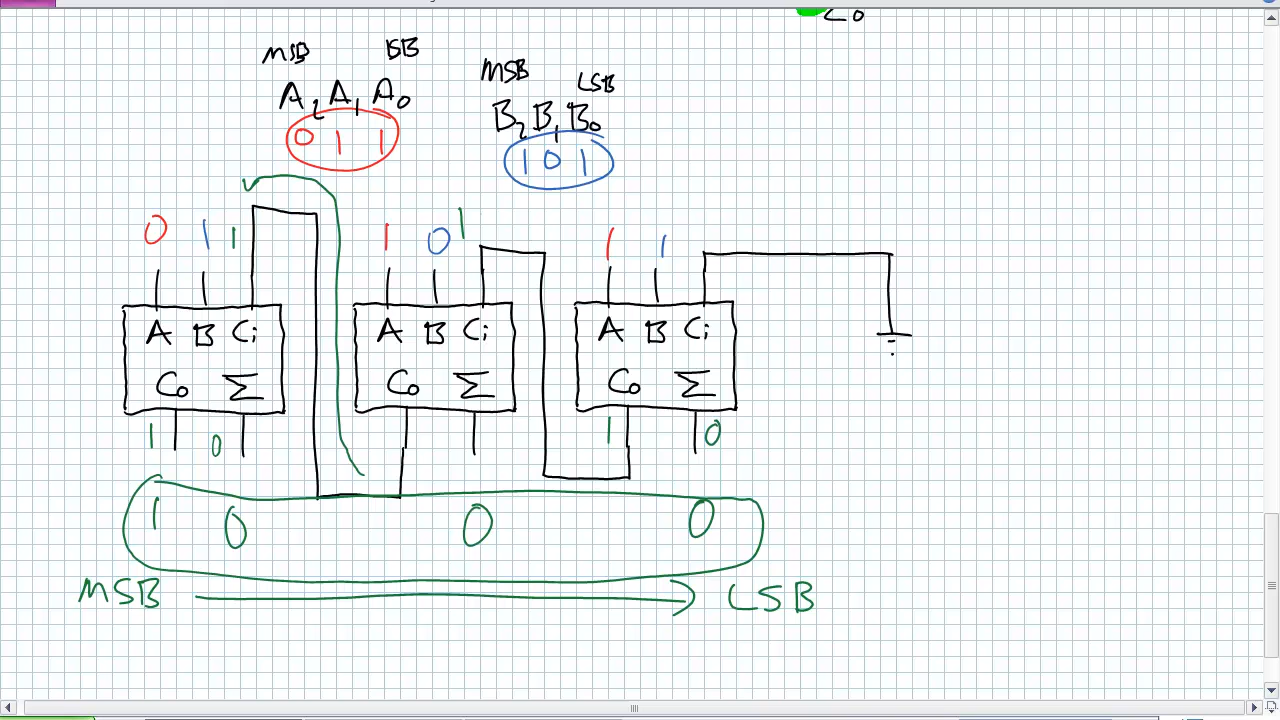 C0
MSB LSB
A2 A1 A0
0 1 1
MSB LSB
B2 B1 B0
1 0 1
0 1 1 1 0 1 1 1
A B Ci A B Ci A B Ci
Co Σ Co Σ Co Σ
1 0 1 0
1 0 0 0
MSB LSB